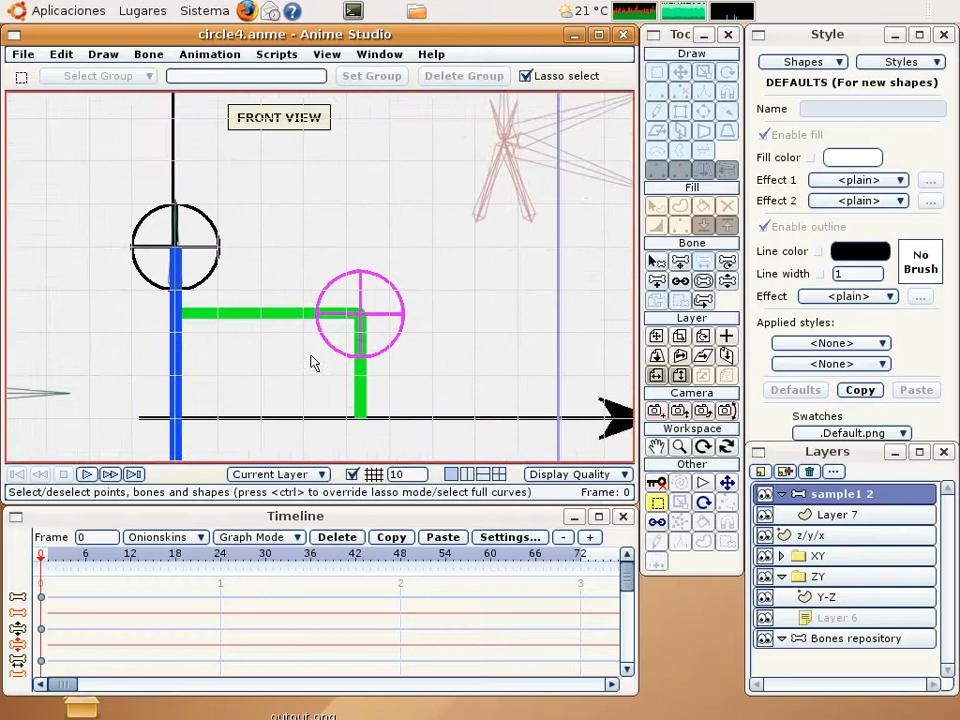 Aplicaciones Lugares Sistema 21 °C
circle4.anme - Anime Studio
File Edit Draw Bone Animation Scripts View Window Help
Select Group Set Group Delete Group Lasso select
FRONT VIEW
Current Layer 10 Display Quality
Select/deselect points, bones and shapes (press <ctrl> to override lasso mode/select full curves) Frame: 0
Timeline
Frame 0 Onionskins Graph Mode Delete Copy Paste Settings... - +
0 6 12 18 24 30 36 42 48 54 60 66 72
0 1 2 3
output.png
Toc
Draw
Fill
Bone
Layer
Camera
Workspace
Other
Style
Shapes Styles
DEFAULTS (For new shapes)
Name
Enable fill
Fill color
Effect 1 <plain> ...
Effect 2 <plain> ...
Enable outline
Line color
No Brush
Line width 1
Effect <plain> ...
Applied styles:
<None>
<None>
Defaults Copy Paste
Swatches
.Default.png
Layers
...
sample1 2
Layer 7
z/y/x
XY
ZY
Y-Z
Layer 6
Bones repository